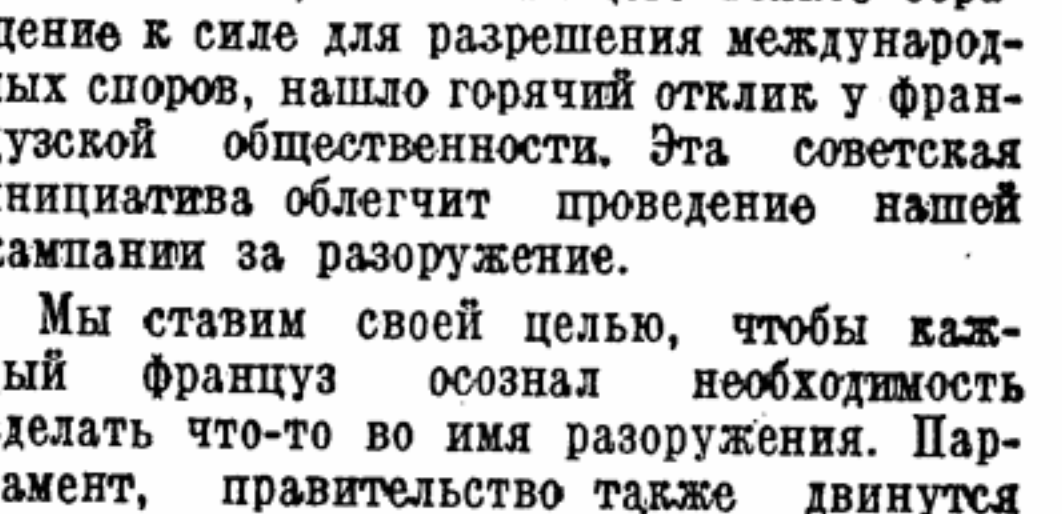 дение к силе для разрешения международ-
ных споров, нашло горячий отклик у фран-
цузской общественности. Эта советская
инициатива облегчит проведение нашей
кампании за разоружение.
Мы ставим своей целью, чтобы каж-
ый француз осознал необходимость
делать что-то во имя разоружения. Пар-
амент, правительство также двинутся